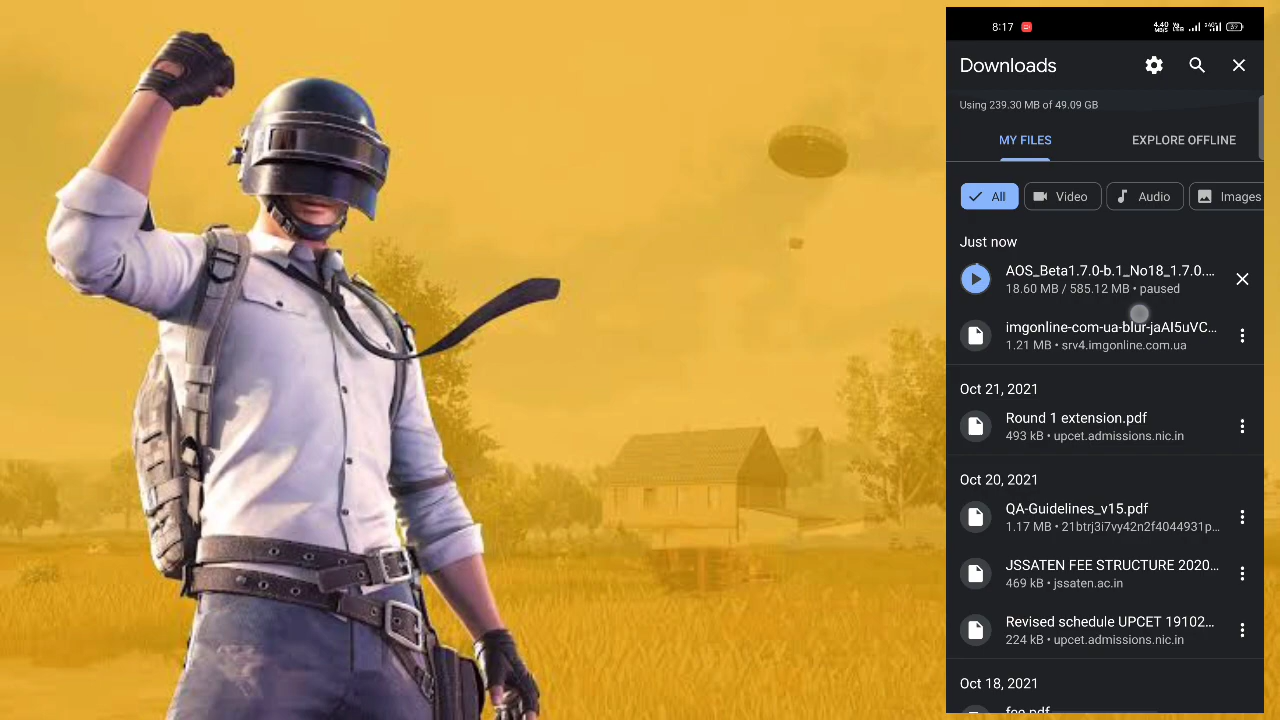 8:17
Downloads
Using 239.30 MB of 49.09 GB
MY FILES EXPLORE OFFLINE
All Video Audio Images
Just now
AOS_Beta1.7.0-b.1_No18_1.7.0....
18.60 MB / 585.12 MB • paused
imgonline-com-ua-blur-jaAI5uVC...
1.21 MB • srv4.imgonline.com.ua
Oct 21, 2021
Round 1 extension.pdf
493 kB • upcet.admissions.nic.in
Oct 20, 2021
QA-Guidelines_v15.pdf
1.17 MB • 21btrj3i7vy42n2f4044931p...
JSSATEN FEE STRUCTURE 2020...
469 kB • jssaten.ac.in
Revised schedule UPCET 19102...
224 kB • upcet.admissions.nic.in
Oct 18, 2021
fee.pdf